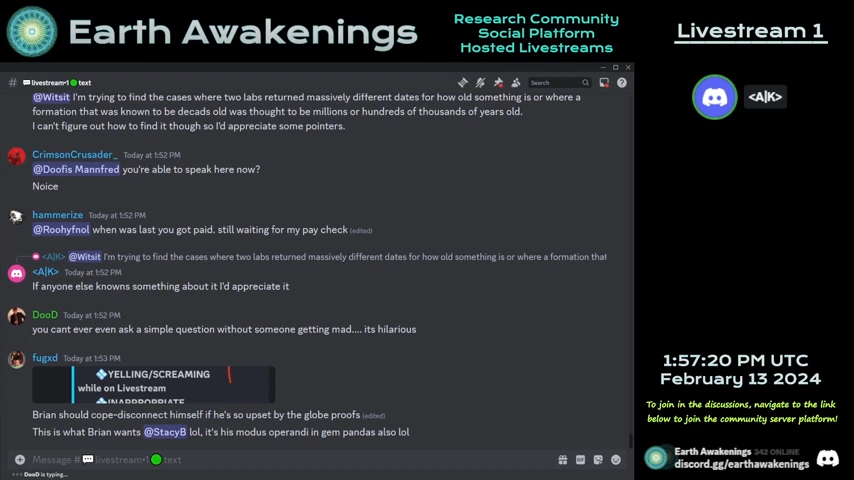 Earth Awakenings
Research Community
Social Platform
Hosted Livestreams
Livestream 1
# livestream-1 text
Search
@Witsit I'm trying to find the cases where two labs returned massively different dates for how old something is or where a
formation that was known to be decads old was thought to be millions or hundreds of thousands of years old.
I can't figure out how to find it though so I'd appreciate some pointers.
<A|K>
CrimsonCrusader_ Today at 1:52 PM
@Doofis Mannfred you're able to speak here now?
Noice
hammerize Today at 1:52 PM
@Roohyfnol when was last you got paid. still waiting for my pay check (edited)
<A|K> @Witsit I'm trying to find the cases where two labs returned massively different dates for how old something is or where a formation that
<A|K> Today at 1:52 PM
If anyone else knowns something about it I'd appreciate it
DooD Today at 1:52 PM
you cant ever even ask a simple question without someone getting mad.... its hilarious
fugxd Today at 1:53 PM
YELLING/SCREAMING
while on Livestream
INAPPROPRIATE
Brian should cope-disconnect himself if he's so upset by the globe proofs (edited)
This is what Brian wants @StacyB lol, it's his modus operandi in gem pandas also lol
Message # livestream-1 text
GIF
DooD is typing...
1:57:20 PM UTC
February 13 2024
To join in the discussions, navigate to the link
below to join the community server platform!
Earth Awakenings 342 ONLINE
discord.gg/earthawakenings